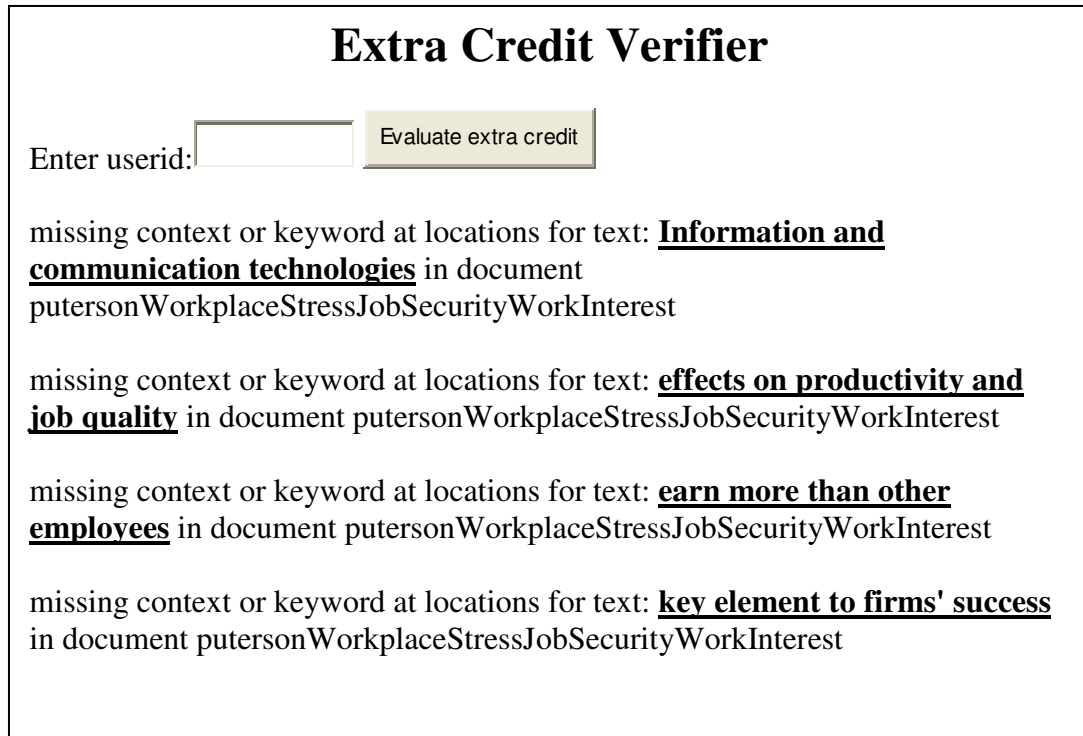 Extra Credit Verifier
Enter userid: Evaluate extra credit
missing context or keyword at locations for text: Information and
communication technologies in document
putersonWorkplaceStressJobSecurityWorkInterest
missing context or keyword at locations for text: effects on productivity and
job quality in document putersonWorkplaceStressJobSecurityWorkInterest
missing context or keyword at locations for text: earn more than other
employees in document putersonWorkplaceStressJobSecurityWorkInterest
missing context or keyword at locations for text: key element to firms' success
in document putersonWorkplaceStressJobSecurityWorkInterest